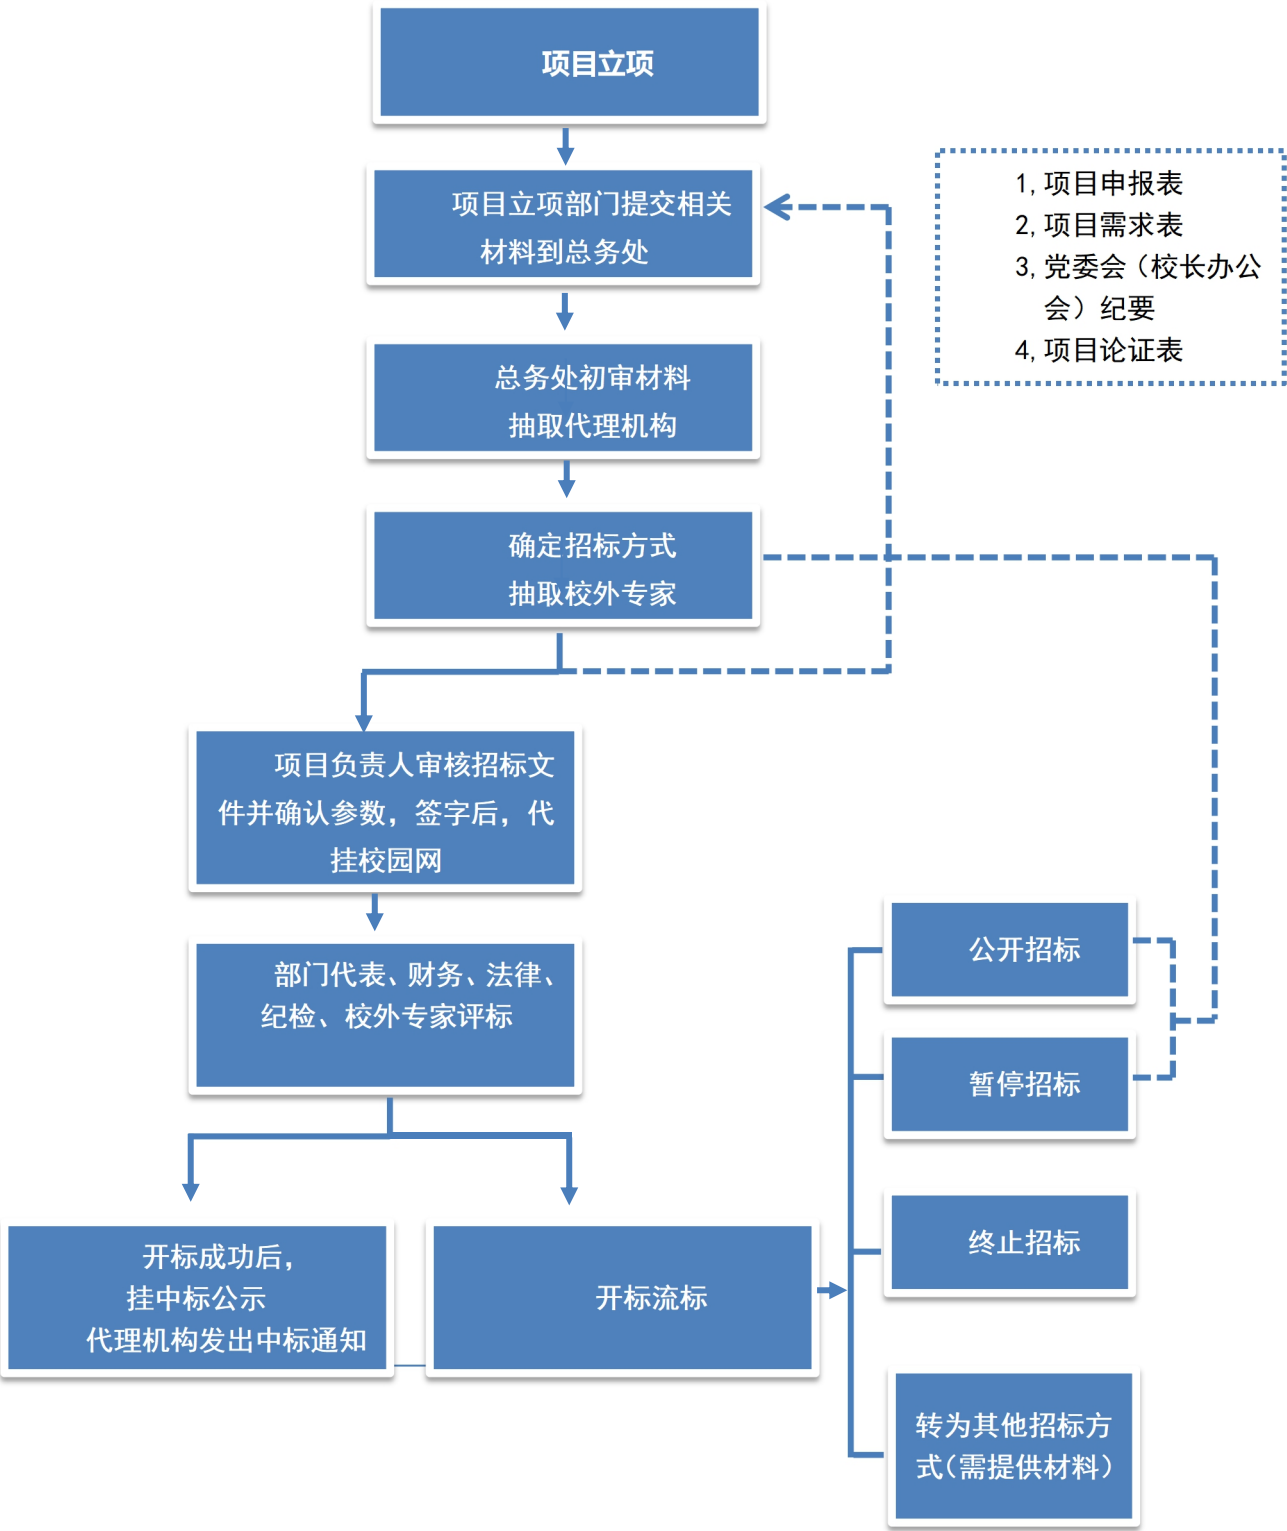 项目立项
项目立项部门提交相关
材料到总务处
1,项目申报表
2,项目需求表
3,党委会（校长办公
会）纪要
4,项目论证表
总务处初审材料
抽取代理机构
确定招标方式
抽取校外专家
项目负责人审核招标文
件并确认参数，签字后，代
挂校园网
部门代表、财务、法律、
纪检、校外专家评标
开标成功后，
挂中标公示
代理机构发出中标通知
开标流标
公开招标
暂停招标
终止招标
转为其他招标方
式（需提供材料）